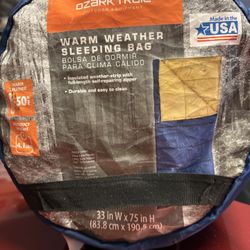 OZARK TRAIL
OUTDOOR EQUIPMENT
WARM WEATHER
SLEEPING BAG
BOLSA DE DORMIR
PARA CLIMA CÁLIDO
• Insulated weather-strip with
full-length self-repairing zipper
• Durable and easy to clean
Made in the
USA
50°
33 in W x 75 in H
(83.8 cm x 190.5 cm)